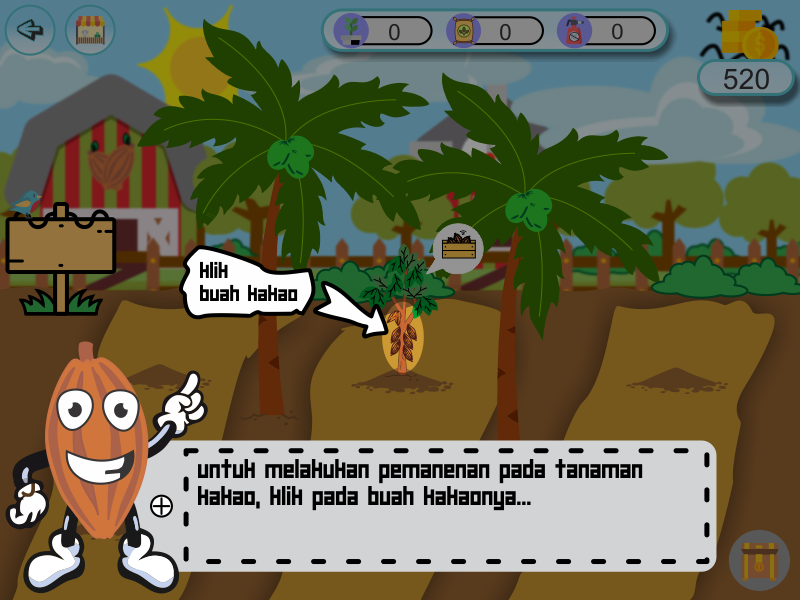 0
0
0
520
klik
buah kakao
untuk melakukan pemanenan pada tanaman
kakao, klik pada buah kakaonya...